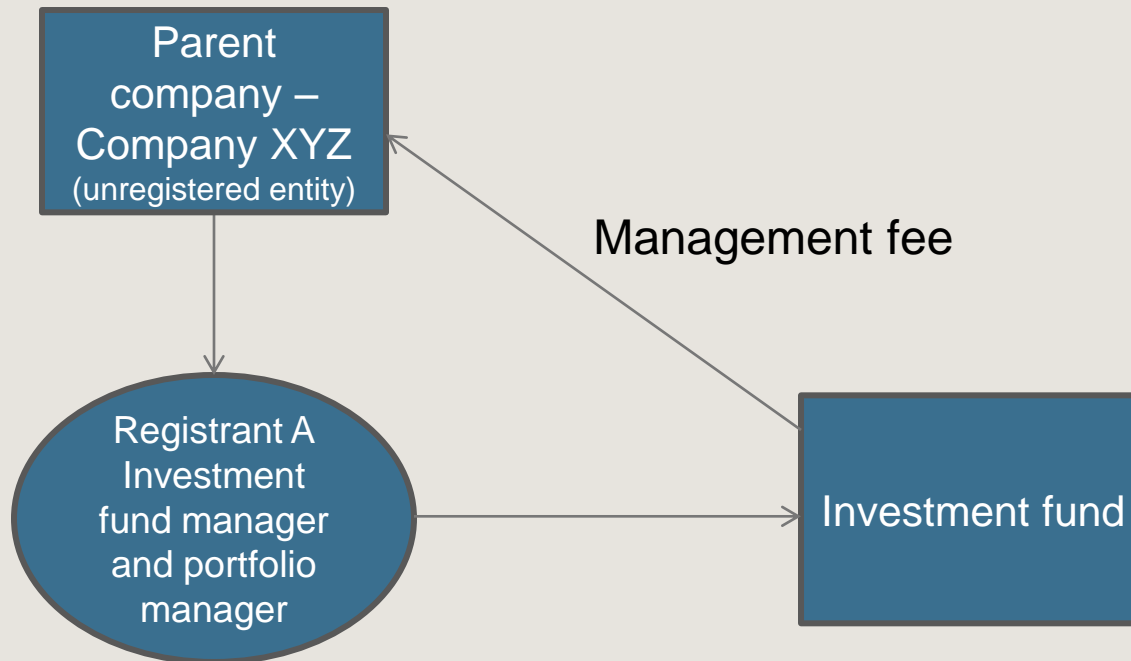 Parent
company –
Company XYZ
(unregistered entity)
Management fee
Registrant A
Investment
fund manager
and portfolio
manager
Investment fund